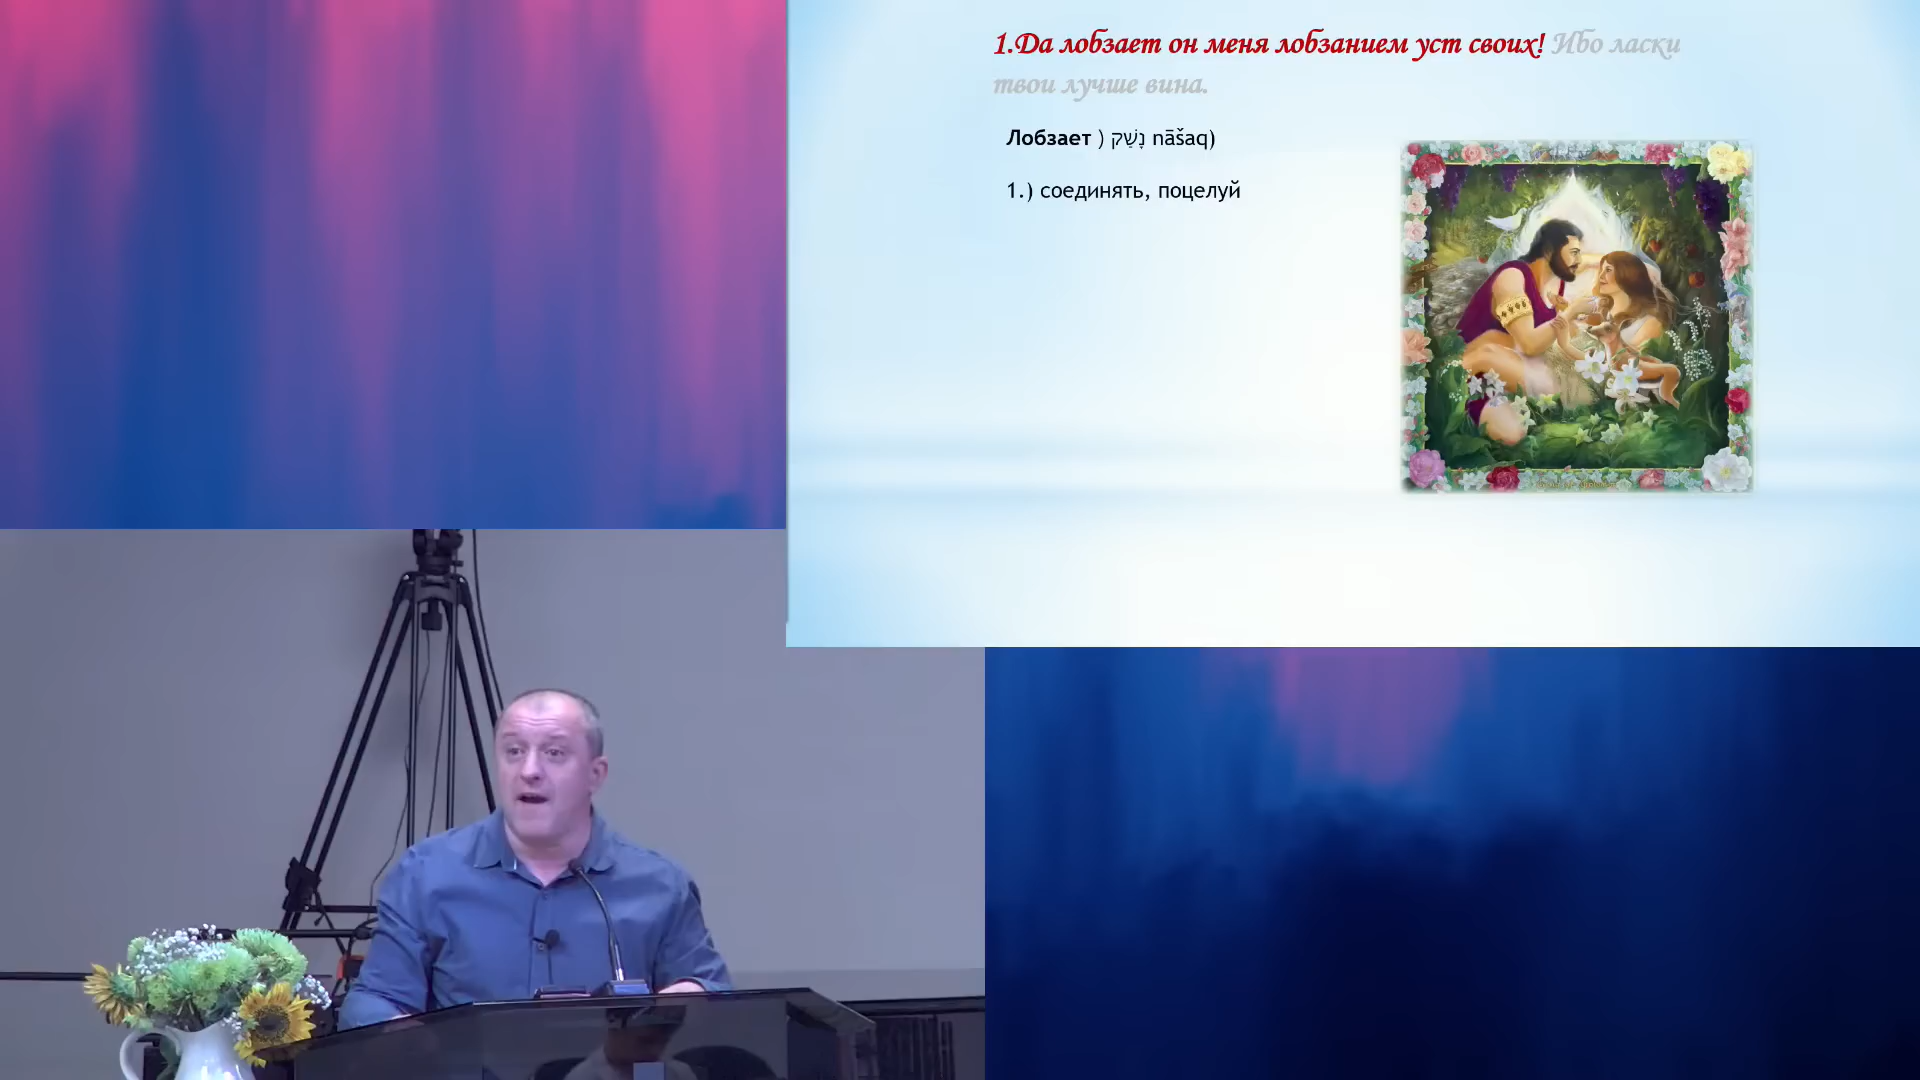 1.Да лобзает он меня лобзанием уст своих! Ибо ласки
твои лучше вина.
Лобзает ) נָשַׁק nāšaq)
1.) соединять, поцелуй